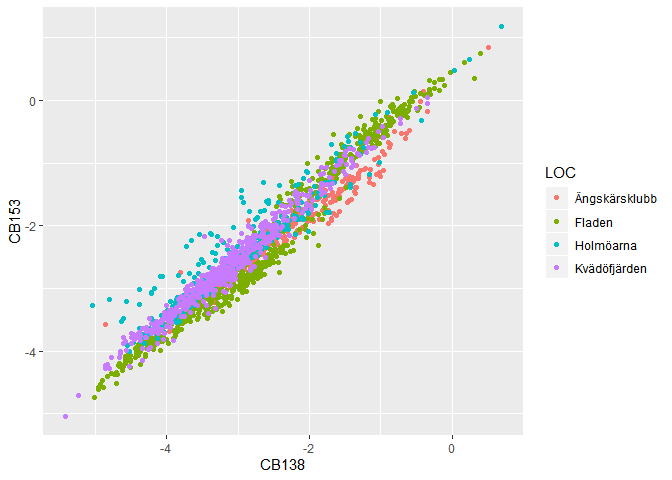 0
-2
-4
CB153
-4
-2
0
CB138
LOC
Ängskärsklubb
Fladen
Holmöarna
Kvädöfjärden